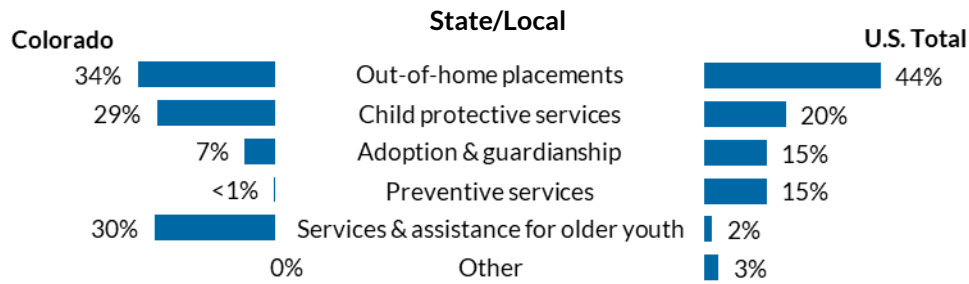 State/Local
Colorado U.S. Total
34% Out-of-home placements 44%
29% Child protective services 20%
7% Adoption & guardianship 15%
<1% Preventive services 15%
30% Services & assistance for older youth 2%
0% Other 3%